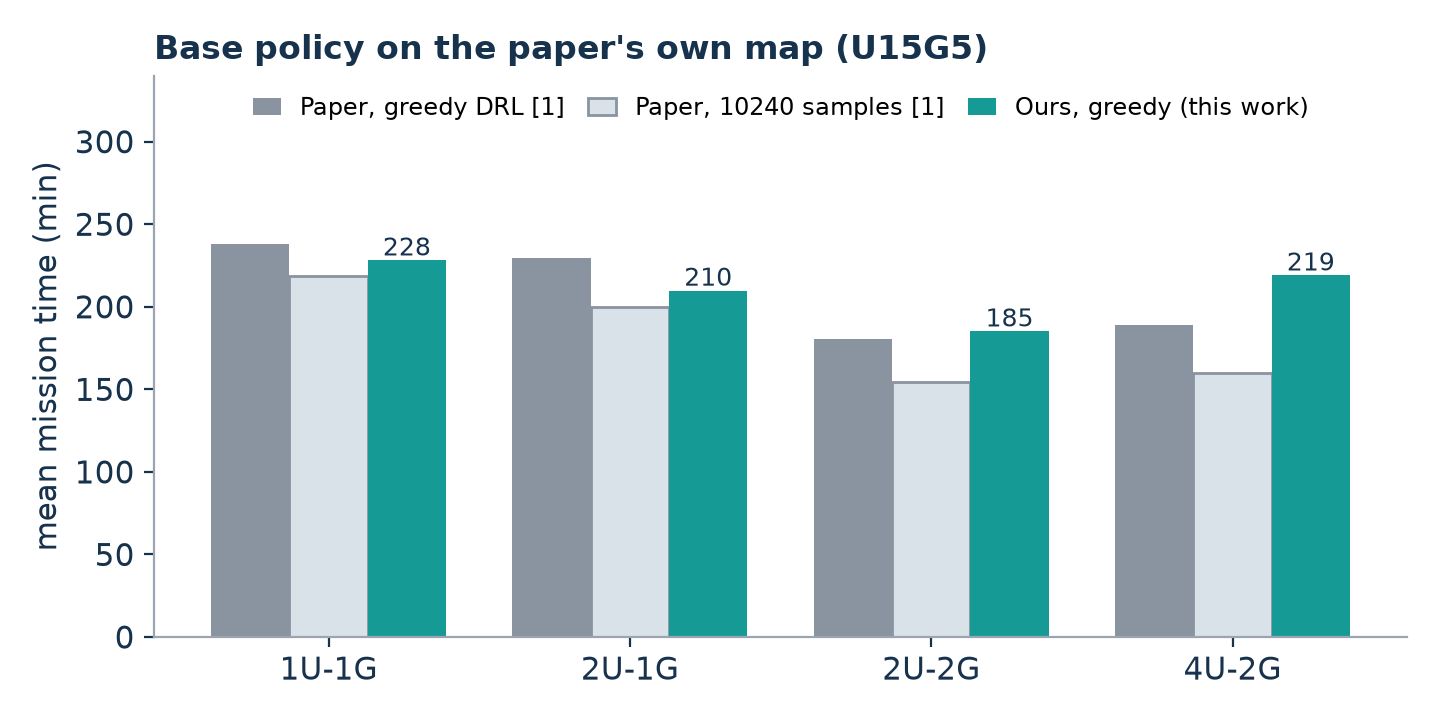 Base policy on the paper's own map (U15G5)
Paper, greedy DRL [1] Paper, 10240 samples [1] Ours, greedy (this work)
mean mission time (min)
300
250
200
150
100
50
0
228
210
185
219
1U-1G 2U-1G 2U-2G 4U-2G